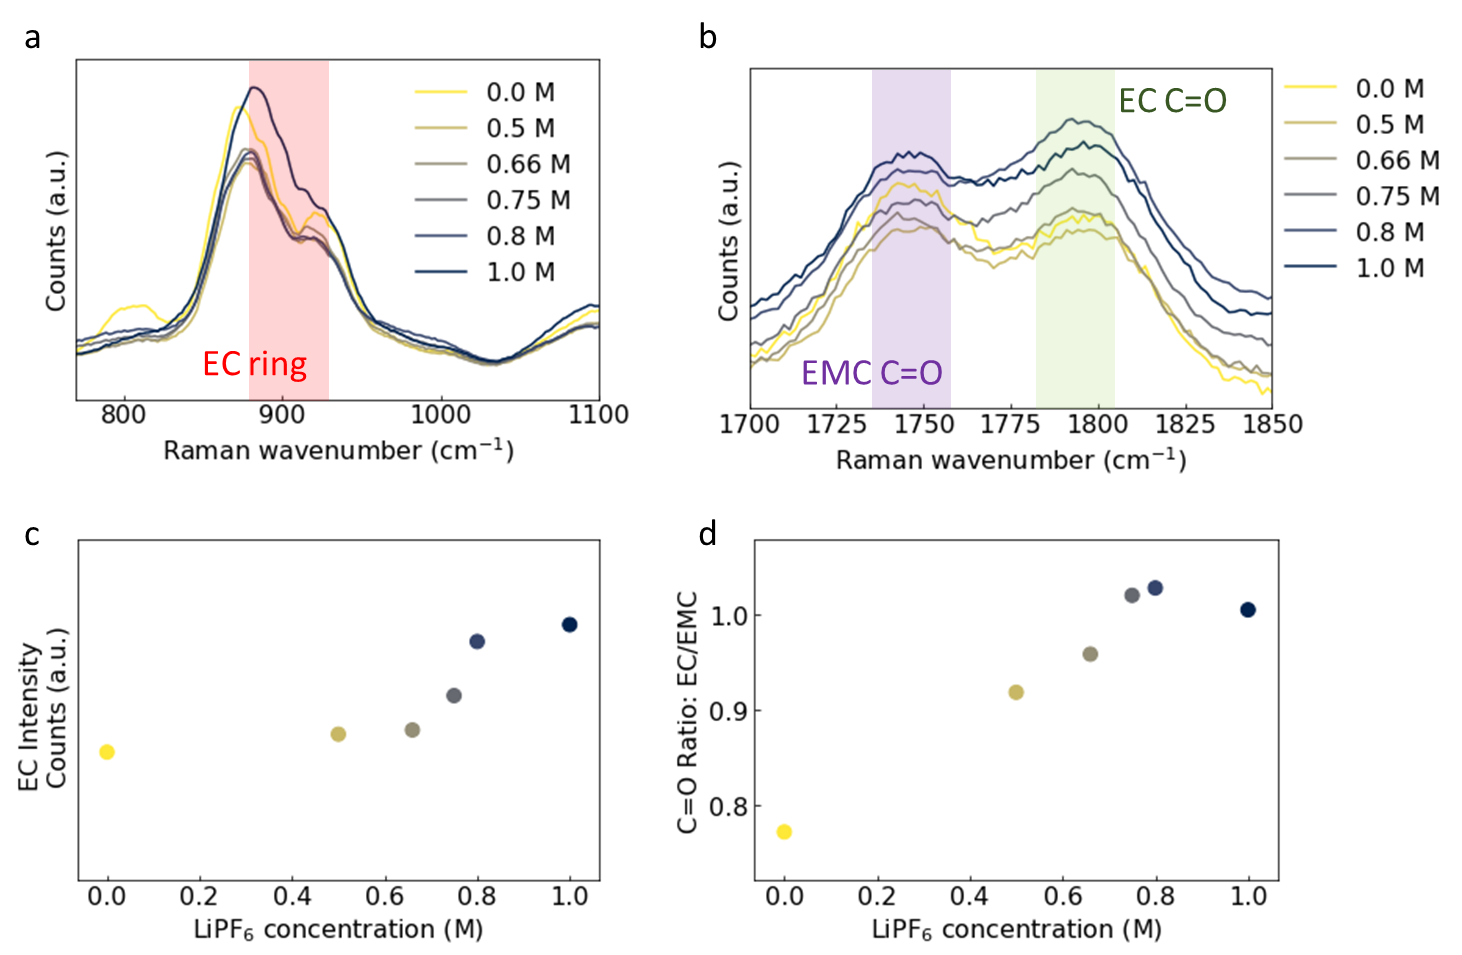 a
Counts (a.u.)
0.0 M
0.5 M
0.66 M
0.75 M
0.8 M
1.0 M
EC ring
800 900 1000 1100
Raman wavenumber (cm⁻¹)
b
Counts (a.u.)
EC C=O
EMC C=O
0.0 M
0.5 M
0.66 M
0.75 M
0.8 M
1.0 M
1700 1725 1750 1775 1800 1825 1850
Raman wavenumber (cm⁻¹)
c
EC Intensity
Counts (a.u.)
0.0 0.2 0.4 0.6 0.8 1.0
LiPF₆ concentration (M)
d
C=O Ratio: EC/EMC
1.0
0.9
0.8
0.0 0.2 0.4 0.6 0.8 1.0
LiPF₆ concentration (M)